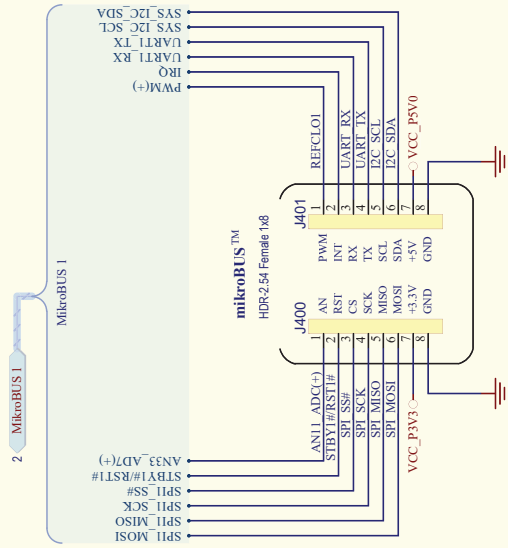 SYS_I2C_SDA
SYS_I2C_SCL
UART1_TX
UART1_RX
IRQ
PWM(+)
MikroBUS 1
MikroBUS 1
2
AN33_AD7(+)
STBY1#/RST1#
SPI1_SS#
SPI1_SCK
SPI1_MISO
SPI1_MOSI
mikroBUS™
HDR-2.54 Female 1x8
J401
1 PWM REFCLO1
2 INT
3 RX UART_RX
4 TX UART_TX
5 SCL I2C_SCL
6 SDA I2C_SDA
7 +5V VCC_P5V0
8 GND
J400
1 AN AN11_ADC(+)
2 RST STBY1#/RST1#
3 CS SPI_SS#
4 SCK SPI_SCK
5 MISO SPI_MISO
6 MOSI SPI_MOSI
7 +3.3V VCC_P3V3
8 GND